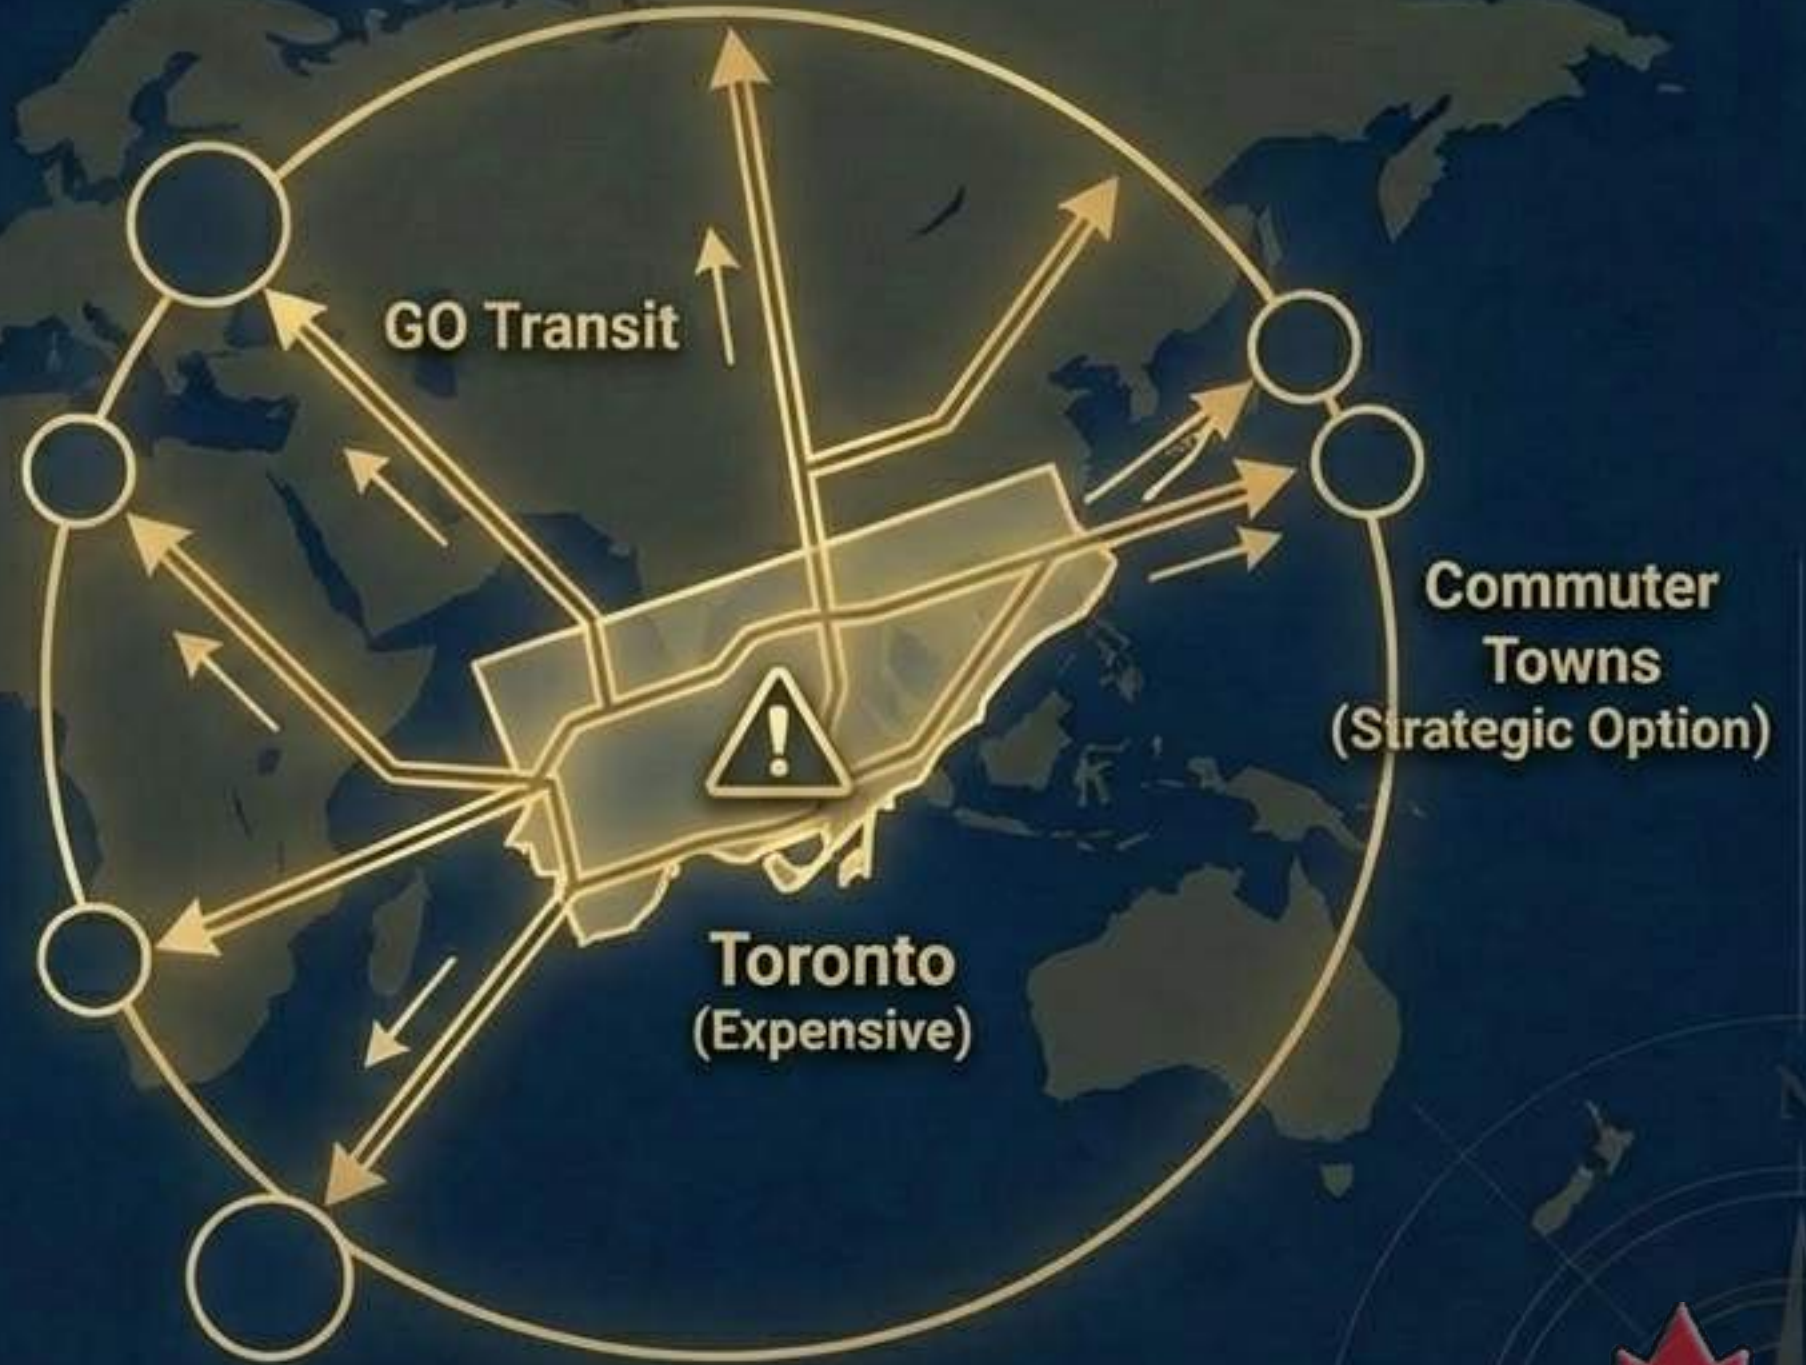 GO Transit
Commuter
Towns
(Strategic Option)
Toronto
(Expensive)
N